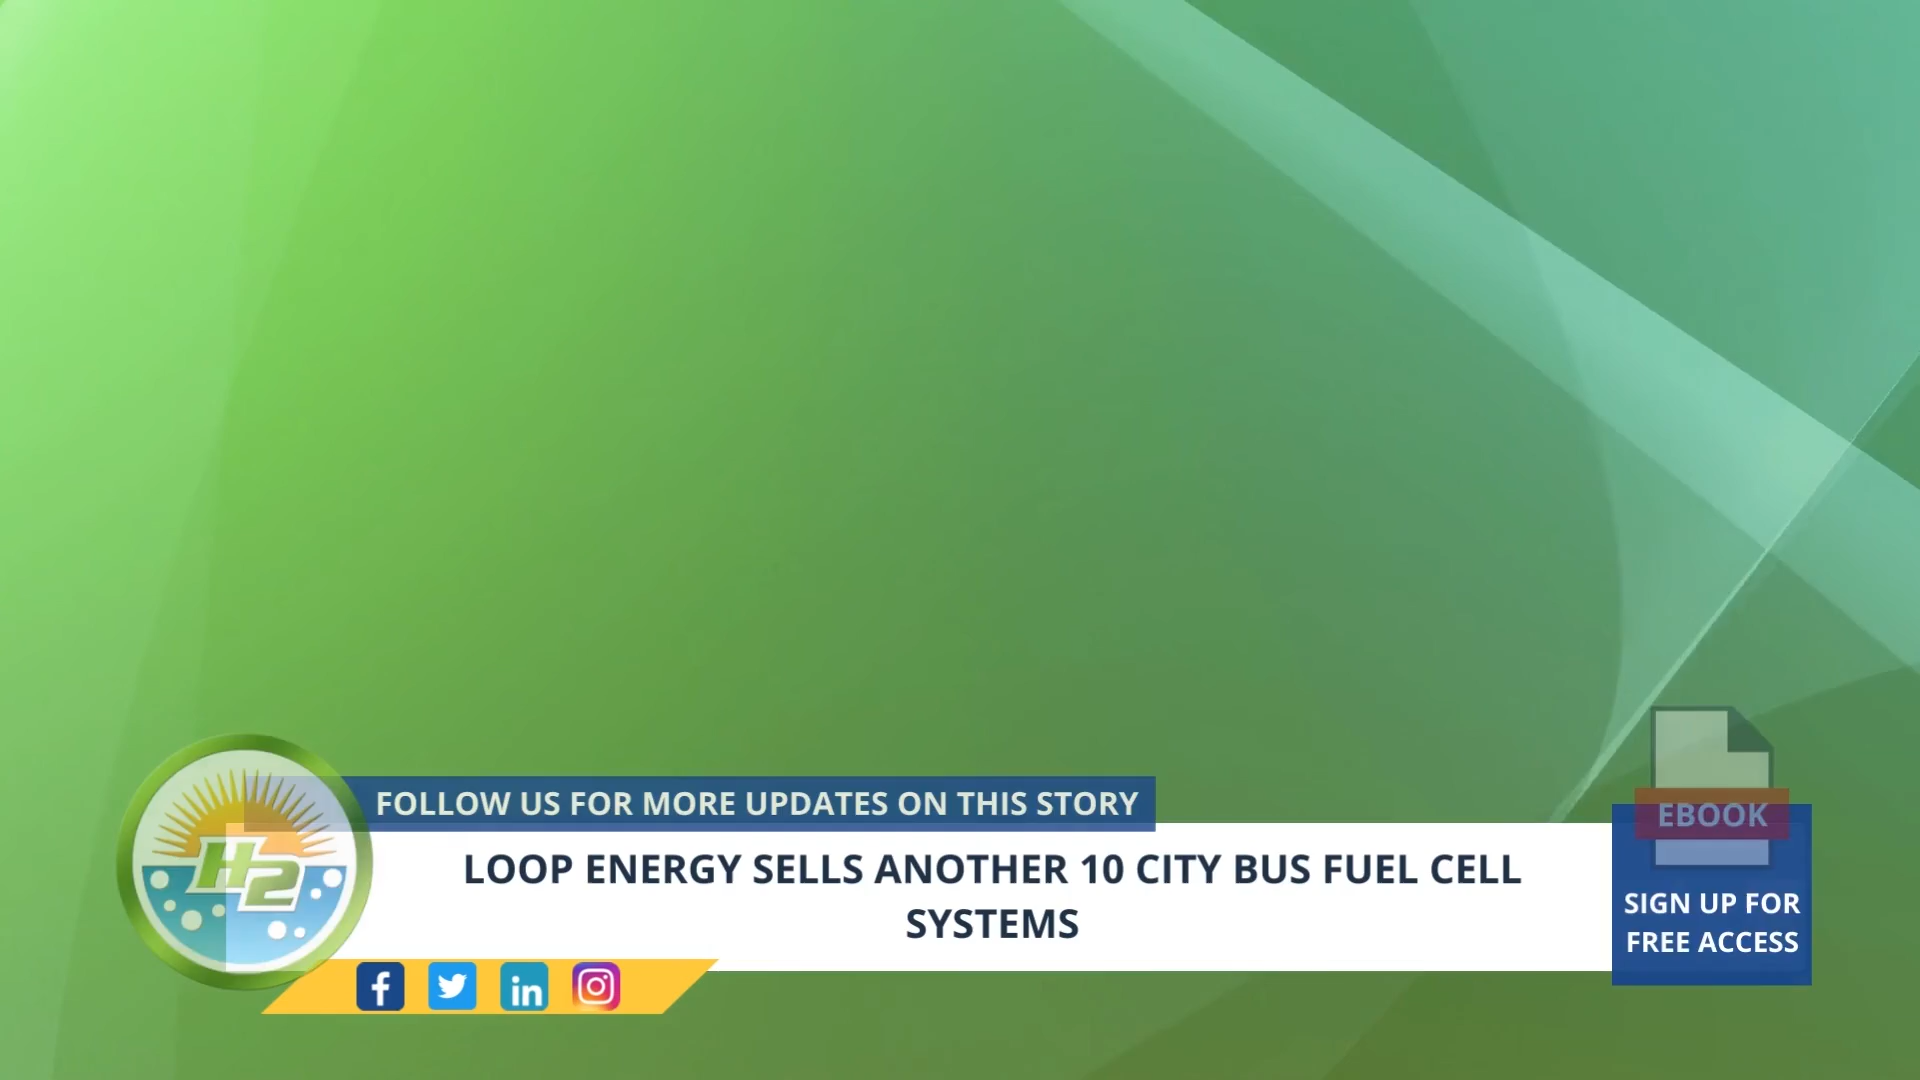 FOLLOW US FOR MORE UPDATES ON THIS STORY
LOOP ENERGY SELLS ANOTHER 10 CITY BUS FUEL CELL
SYSTEMS
H2
EBOOK
SIGN UP FOR
FREE ACCESS